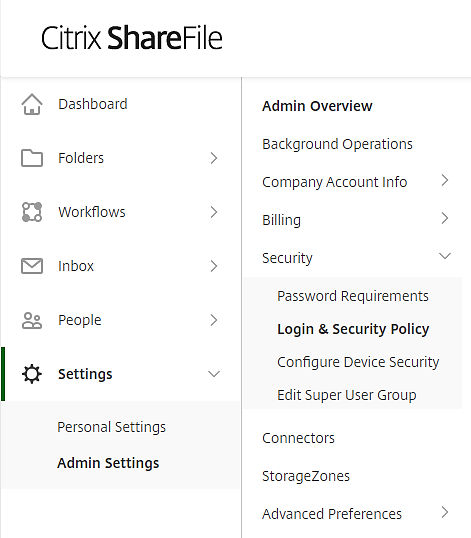 Citrix ShareFile
Dashboard
Folders
Workflows
Inbox
People
Settings
Personal Settings
Admin Settings
Admin Overview
Background Operations
Company Account Info
Billing
Security
Password Requirements
Login & Security Policy
Configure Device Security
Edit Super User Group
Connectors
StorageZones
Advanced Preferences